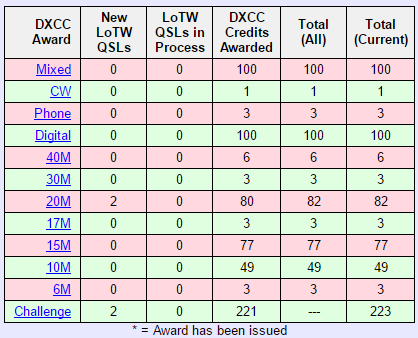 DXCC Award New LoTW QSLs LoTW QSLs in Process DXCC Credits Awarded Total (All) Total (Current)
Mixed 0 0 100 100 100
CW 0 0 1 1 1
Phone 0 0 3 3 3
Digital 0 0 100 100 100
40M 0 0 6 6 6
30M 0 0 3 3 3
20M 2 0 80 82 82
17M 0 0 3 3 3
15M 0 0 77 77 77
10M 0 0 49 49 49
6M 0 0 3 3 3
Challenge 2 0 221 --- 223
* = Award has been issued